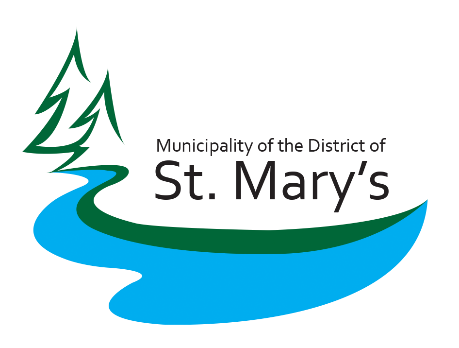 Municipality of the District of
St. Mary's